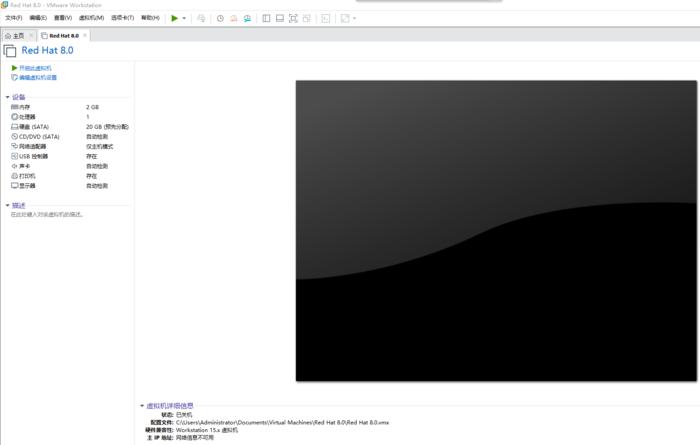 Red Hat 8.0 - VMware Workstation
文件(F) 编辑(E) 查看(V) 虚拟机(M) 选项卡(T) 帮助(H)
主页 Red Hat 8.0
Red Hat 8.0
开启此虚拟机
编辑虚拟机设置
设备
内存 2 GB
处理器 1
硬盘 (SATA) 20 GB (预先分配)
CD/DVD (SATA) 自动检测
网络适配器 仅主机模式
USB 控制器 存在
声卡 自动检测
打印机 存在
显示器 自动检测
描述
在此处键入对该虚拟机的描述。
虚拟机详细信息
状态: 已关机
配置文件: C:\Users\Administrator\Documents\Virtual Machines\Red Hat 8.0\Red Hat 8.0.vmx
硬件兼容性: Workstation 15.x 虚拟机
主 IP 地址: 网络信息不可用